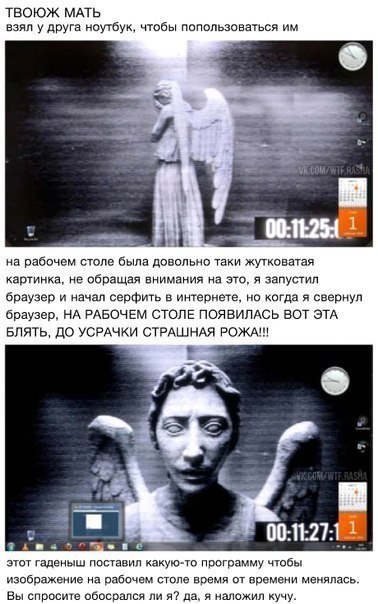 ТВОЮЖ МАТЬ
взял у друга ноутбук, чтобы попользоваться им
VK.COM/WTF.RASHA
00:11:25:
1
на рабочем столе была довольно таки жутковатая
картинка, не обращая внимания на это, я запустил
браузер и начал серфить в интернете, но когда я свернул
браузер, НА РАБОЧЕМ СТОЛЕ ПОЯВИЛАСЬ ВОТ ЭТА
БЛЯТЬ, ДО УСРАЧКИ СТРАШНАЯ РОЖА!!!
VK.COM/WTF.RASHA
00:11:27:1
1
этот гаденыш поставил какую-то программу чтобы
изображение на рабочем столе время от времени менялась.
Вы спросите обосрался ли я? да, я наложил кучу.